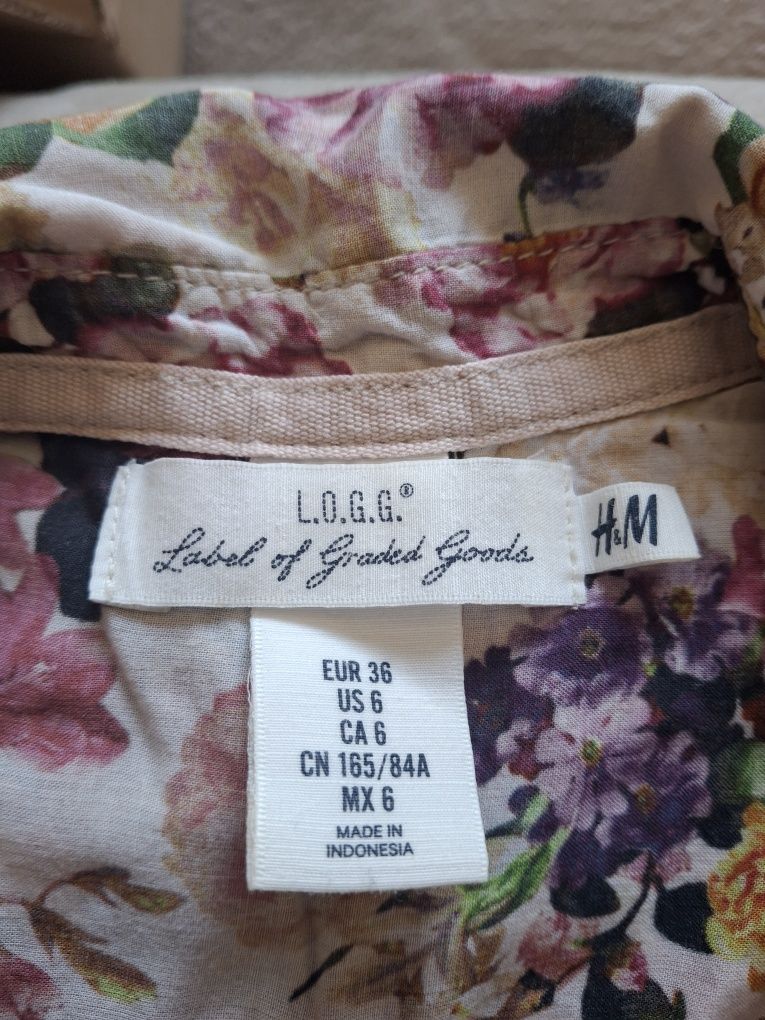 L.O.G.G.®
Label of Graded Goods
H&M
EUR 36
US 6
CA 6
CN 165/84A
MX 6
MADE IN
INDONESIA